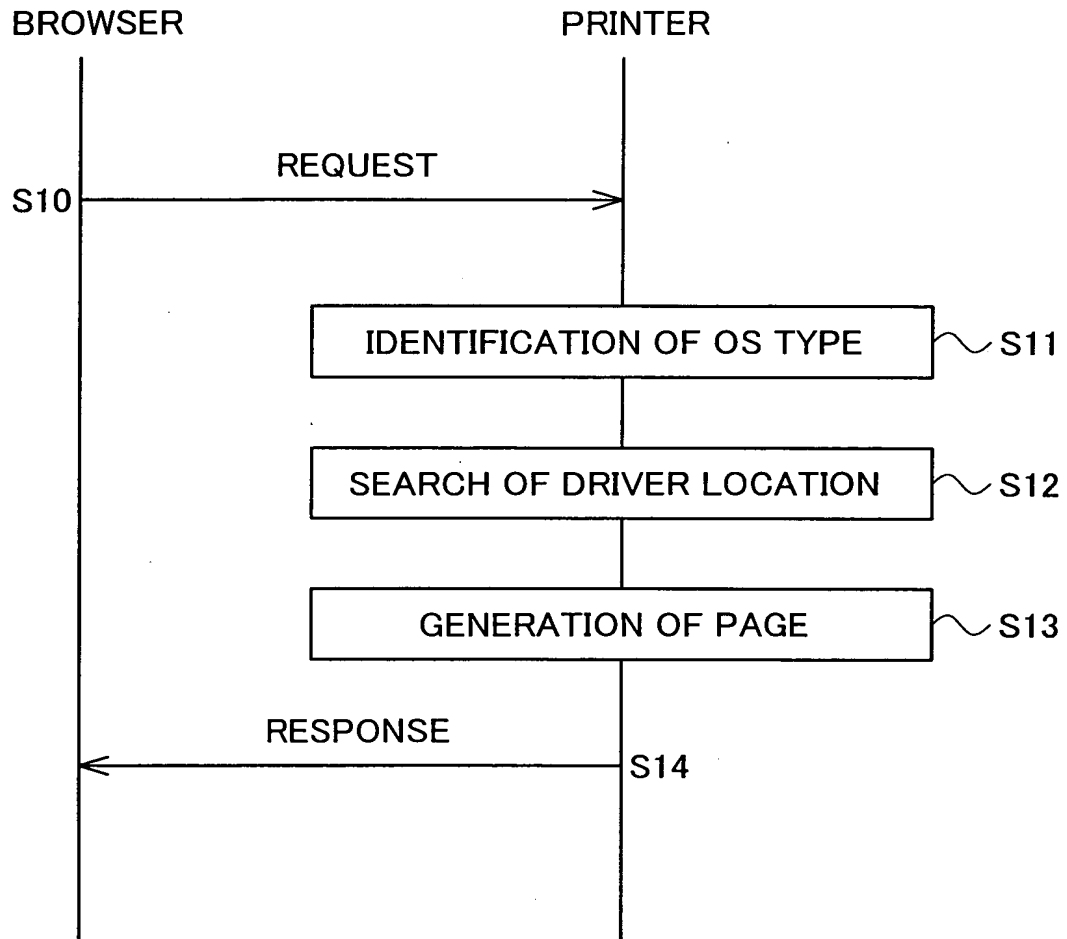 BROWSER PRINTER
REQUEST
S10
IDENTIFICATION OF OS TYPE S11
SEARCH OF DRIVER LOCATION S12
GENERATION OF PAGE S13
RESPONSE
S14